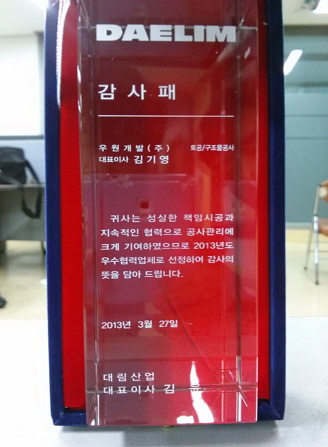 DAELIM
감 사 패
우 원 개 발 ( 주 ) 토공/구조물공사
대표이사 김 기 영
귀사는 성실한 책임시공과
지속적인 협력으로 공사관리에
크게 기여하였으므로 2013년도
우수협력업체로 선정하여 감사의
뜻을 담아 드립니다.
2013년 3월 27일
대 림 산 업
대 표 이 사 김 윤